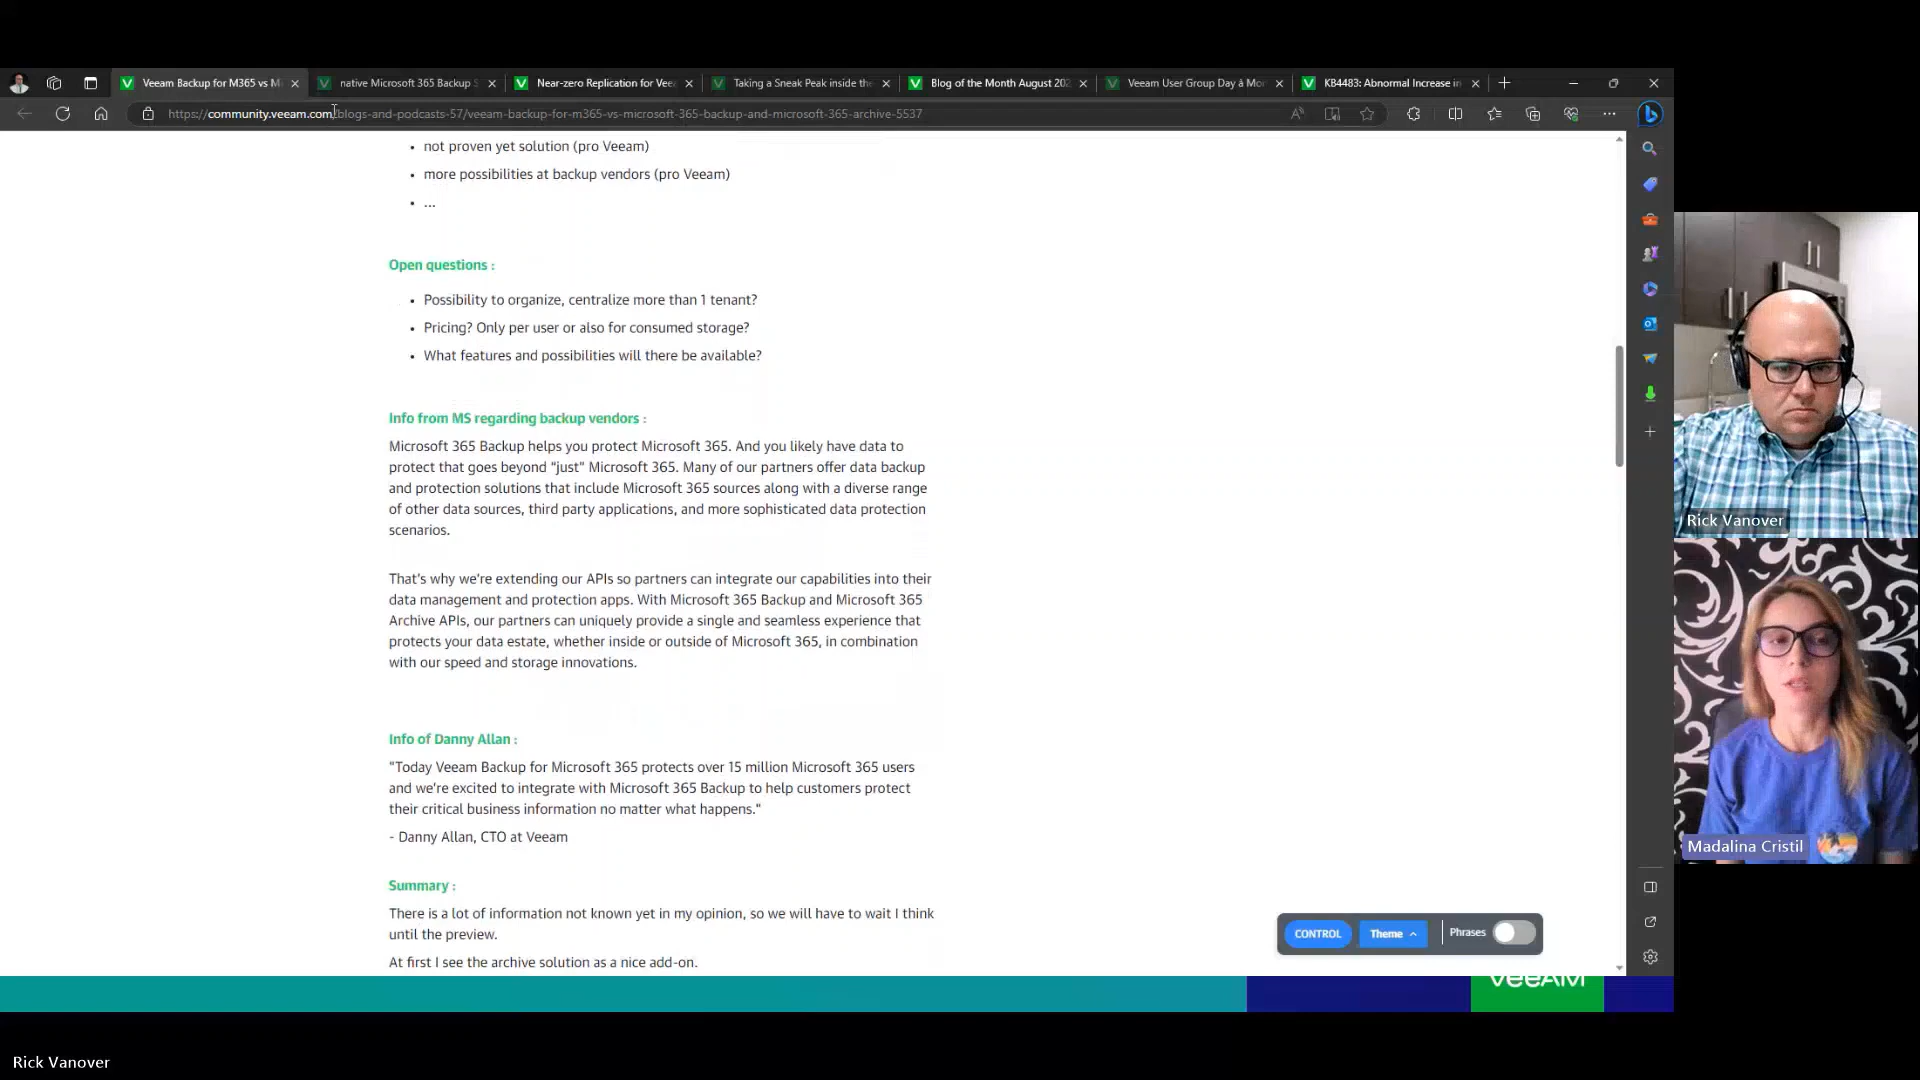 Veeam Backup for M365 vs Mi
native Microsoft 365 Backup S
Near-zero Replication for Vee
Taking a Sneak Peak inside the
Blog of the Month August 202
Veeam User Group Day â Mo
KB4483: Abnormal Increase in
https://community.veeam.com/blogs-and-podcasts-57/veeam-backup-for-m365-vs-microsoft-365-backup-and-microsoft-365-archive-5537
• not proven yet solution (pro Veeam)
• more possibilities at backup vendors (pro Veeam)
• ...
Open questions :
• Possibility to organize, centralize more than 1 tenant?
• Pricing? Only per user or also for consumed storage?
• What features and possibilities will there be available?
Info from MS regarding backup vendors :
Microsoft 365 Backup helps you protect Microsoft 365. And you likely have data to
protect that goes beyond "just" Microsoft 365. Many of our partners offer data backup
and protection solutions that include Microsoft 365 sources along with a diverse range
of other data sources, third party applications, and more sophisticated data protection
scenarios.
That's why we're extending our APIs so partners can integrate our capabilities into their
data management and protection apps. With Microsoft 365 Backup and Microsoft 365
Archive APIs, our partners can uniquely provide a single and seamless experience that
protects your data estate, whether inside or outside of Microsoft 365, in combination
with our speed and storage innovations.
Info of Danny Allan :
"Today Veeam Backup for Microsoft 365 protects over 15 million Microsoft 365 users
and we're excited to integrate with Microsoft 365 Backup to help customers protect
their critical business information no matter what happens."
- Danny Allan, CTO at Veeam
Summary :
There is a lot of information not known yet in my opinion, so we will have to wait I think
until the preview.
At first I see the archive solution as a nice add-on.
CONTROL
Theme
Phrases
veeam
Rick Vanover
Madalina Cristil
Rick Vanover